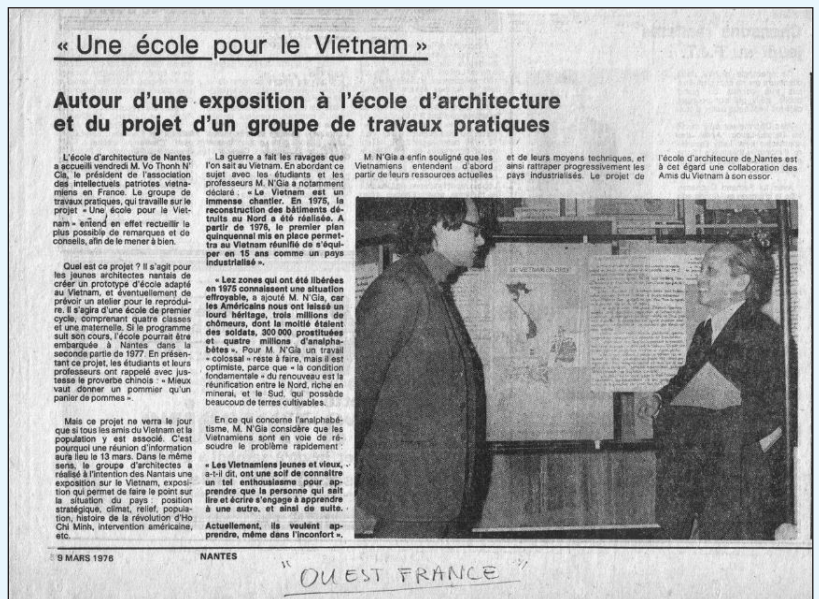 « Une école pour le Vietnam »
Autour d'une exposition à l'école d'architecture
et du projet d'un groupe de travaux pratiques
L'école d'architecture de Nantes
a accueilli vendredi M. Vo Thonh N'
Gia, le président de l'association
des intellectuels patriotes vietna-
miens en France. Le groupe de
travaux pratiques, qui travaille sur le
projet « Une école pour le Viet-
nam » entend en effet recueillir le
plus possible de remarques et de
conseils, afin de le mener à bien.
Quel est ce projet ? Il s'agit pour
les jeunes architectes nantais de
créer un prototype d'école adapté
au Vietnam, et éventuellement de
prévoir un atelier pour le reprodui-
re. Il s'agira d'une école de premier
cycle, comprenant quatre classes
et une maternelle. Si le programme
suit son cours, l'école pourrait être
embarquée à Nantes dans la
seconde partie de 1977. En présen-
tant ce projet, les étudiants et leurs
professeurs ont rappelé avec jus-
tesse le proverbe chinois : « Mieux
vaut donner un pommier qu'un
panier de pommes ».
Mais ce projet ne verra le jour
que si tous les amis du Vietnam et la
population y est associé. C'est
pourquoi une réunion d'information
aura lieu le 13 mars. Dans le même
sens, le groupe d'architectes a
réalisé à l'intention des Nantais une
exposition sur le Vietnam, exposi-
tion qui permet de faire le point sur
la situation du pays : position
stratégique, climat, relief, popula-
tion, histoire de la révolution d'Ho
Chi Minh, intervention américaine,
etc.
La guerre a fait les ravages que
l'on sait au Vietnam. En abordant ce
sujet avec les étudiants et les
professeurs M. N'Gia a notamment
déclaré : « Le Vietnam est un
immense chantier. En 1975, la
reconstruction des bâtiments dé-
truits au Nord a été réalisée. A
partir de 1976, le premier plan
quinquennal mis en place permet-
tra au Vietnam réunifié de s'équi-
per en 15 ans comme un pays
industrialisé ».
« Lez zones qui ont été libérées
en 1975 connaissent une situation
effroyable, a ajouté M. N'Gia, car
les Américains nous ont laissé un
lourd héritage, trois millions de
chômeurs, dont la moitié étaient
des soldats, 300 000 prostituées
et quatre millions d'analpha-
bètes ». Pour M. N'Gia un travail
« colossal » reste à faire, mais il est
optimiste, parce que « la condition
fondamentale » du renouveau est la
réunification entre le Nord, riche en
minerai, et le Sud, qui possède
beaucoup de terres cultivables.
En ce qui concerne l'analphabé-
tisme, M. N'Gia considère que les
Vietnamiens sont en voie de ré-
soudre le problème rapidement
« Les Vietnamiens jeunes et vieux,
a-t-il dit, ont une soif de connaître
un tel enthousiasme pour ap-
prendre que la personne qui sait
lire et écrire s'engage à apprendre
à une autre, et ainsi de suite.
Actuellement, ils veulent ap-
prendre, même dans l'inconfort ».
M. N'Gia a enfin souligné que les
Vietnamiens entendent d'abord
partir de leurs ressources actuelles
et de leurs moyens techniques, et
ainsi rattraper progressivement les
pays industrialisés. Le projet de
l'école d'architecure de Nantes est
à cet égard une collaboration des
Amis du Vietnam à son essor
LE VIETNAM EN CHIFF
9 MARS 1976
NANTES
"OUEST FRANCE"